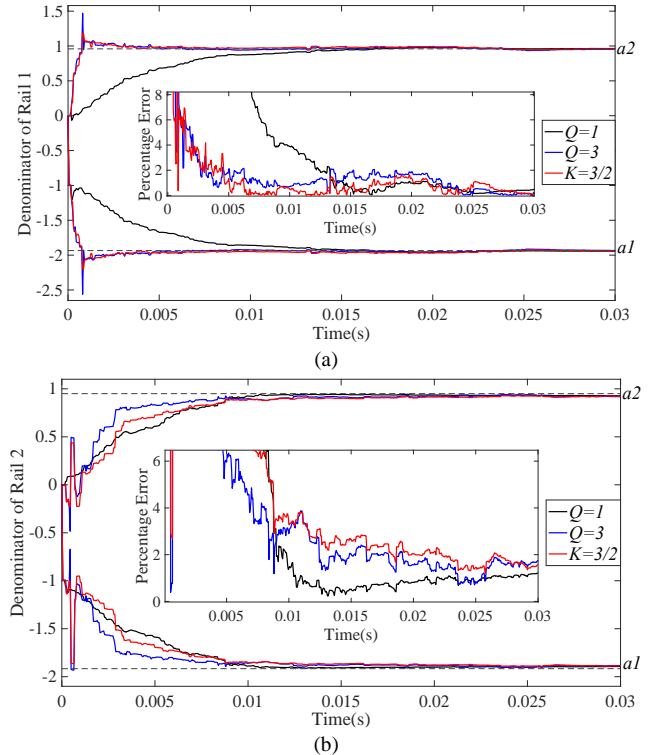 1.5
1
0.5
0
-0.5
-1
-1.5
-2
-2.5
Denominator of Rail 1
a2
a1
8
6
4
2
0
Percentage Error
0 0.005 0.01 0.015 0.02 0.025 0.03
Time(s)
Q=1
Q=3
K=3/2
0 0.005 0.01 0.015 0.02 0.025 0.03
Time(s)
(a)
1
0.5
0
-0.5
-1
-1.5
-2
Denominator of Rail 2
a2
a1
6
4
2
0
Percentage Error
0.005 0.01 0.015 0.02 0.025 0.03
Time(s)
Q=1
Q=3
K=3/2
0 0.005 0.01 0.015 0.02 0.025 0.03
Time(s)
(b)